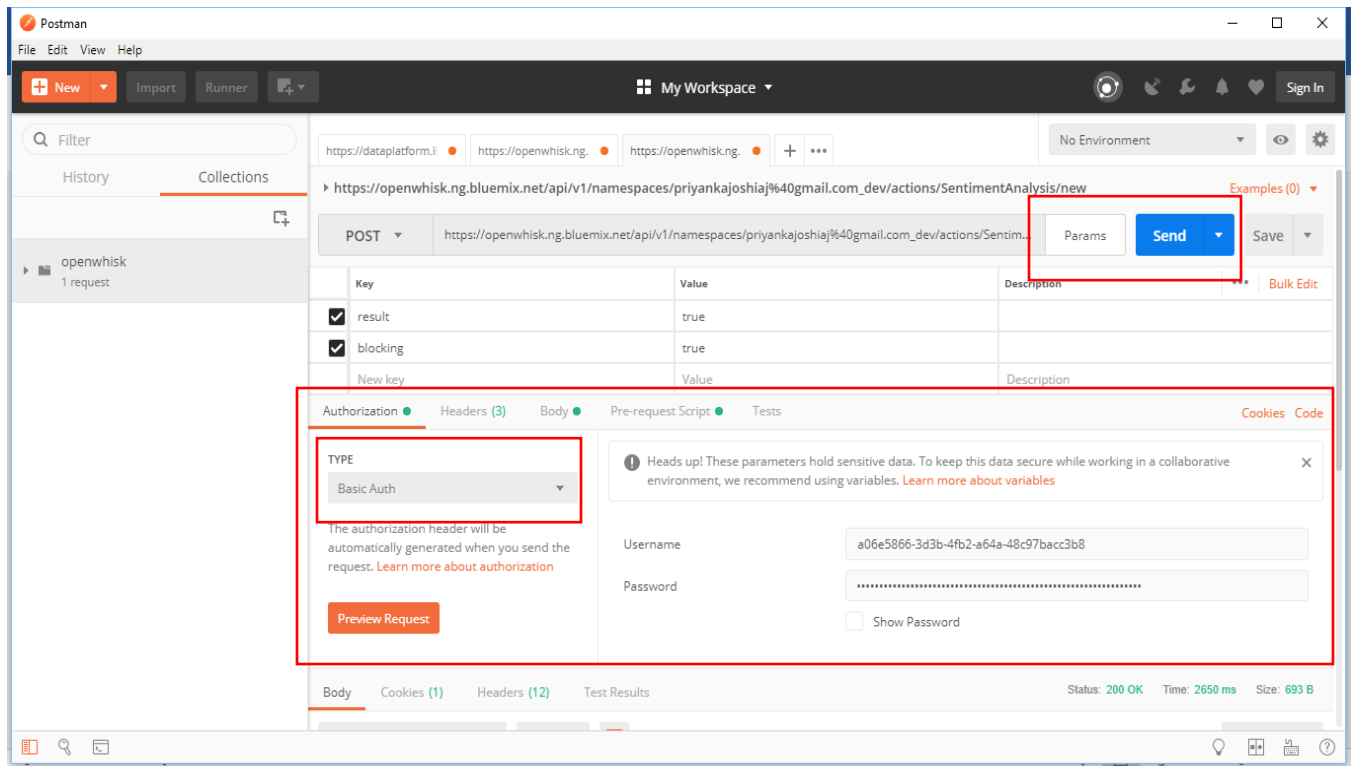 Postman
File Edit View Help
New Import Runner My Workspace Sign In
Filter
History Collections
openwhisk
1 request
https://dataplatform.i https://openwhisk.ng. https://openwhisk.ng. + ••• No Environment
https://openwhisk.ng.bluemix.net/api/v1/namespaces/priyankajoshiaj%40gmail.com_dev/actions/SentimentAnalysis/new Examples (0)
POST https://openwhisk.ng.bluemix.net/api/v1/namespaces/priyankajoshiaj%40gmail.com_dev/actions/Sentim... Params Send Save
Key Value Description ••• Bulk Edit
result true
blocking true
New key Value Description
Authorization Headers (3) Body Pre-request Script Tests Cookies Code
TYPE
Basic Auth
The authorization header will be
automatically generated when you send the
request. Learn more about authorization
Preview Request
Heads up! These parameters hold sensitive data. To keep this data secure while working in a collaborative
environment, we recommend using variables. Learn more about variables
Username a06e5866-3d3b-4fb2-a64a-48c97bacc3b8
Password
Show Password
Body Cookies (1) Headers (12) Test Results Status: 200 OK Time: 2650 ms Size: 693 B